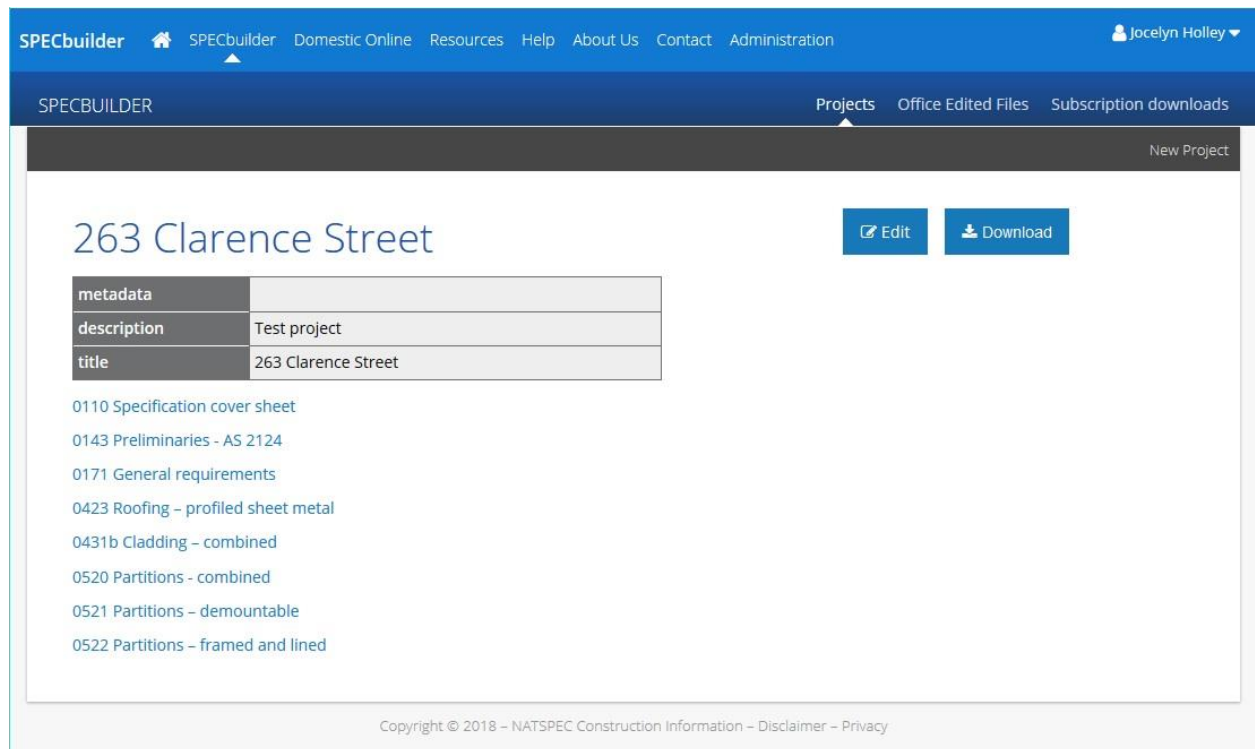 SPECbuilder SPECbuilder Domestic Online Resources Help About Us Contact Administration Jocelyn Holley
SPECBUILDER Projects Office Edited Files Subscription downloads
New Project
263 Clarence Street Edit Download
metadata
description Test project
title 263 Clarence Street
0110 Specification cover sheet
0143 Preliminaries - AS 2124
0171 General requirements
0423 Roofing – profiled sheet metal
0431b Cladding – combined
0520 Partitions - combined
0521 Partitions – demountable
0522 Partitions – framed and lined
Copyright © 2018 – NATSPEC Construction Information – Disclaimer – Privacy